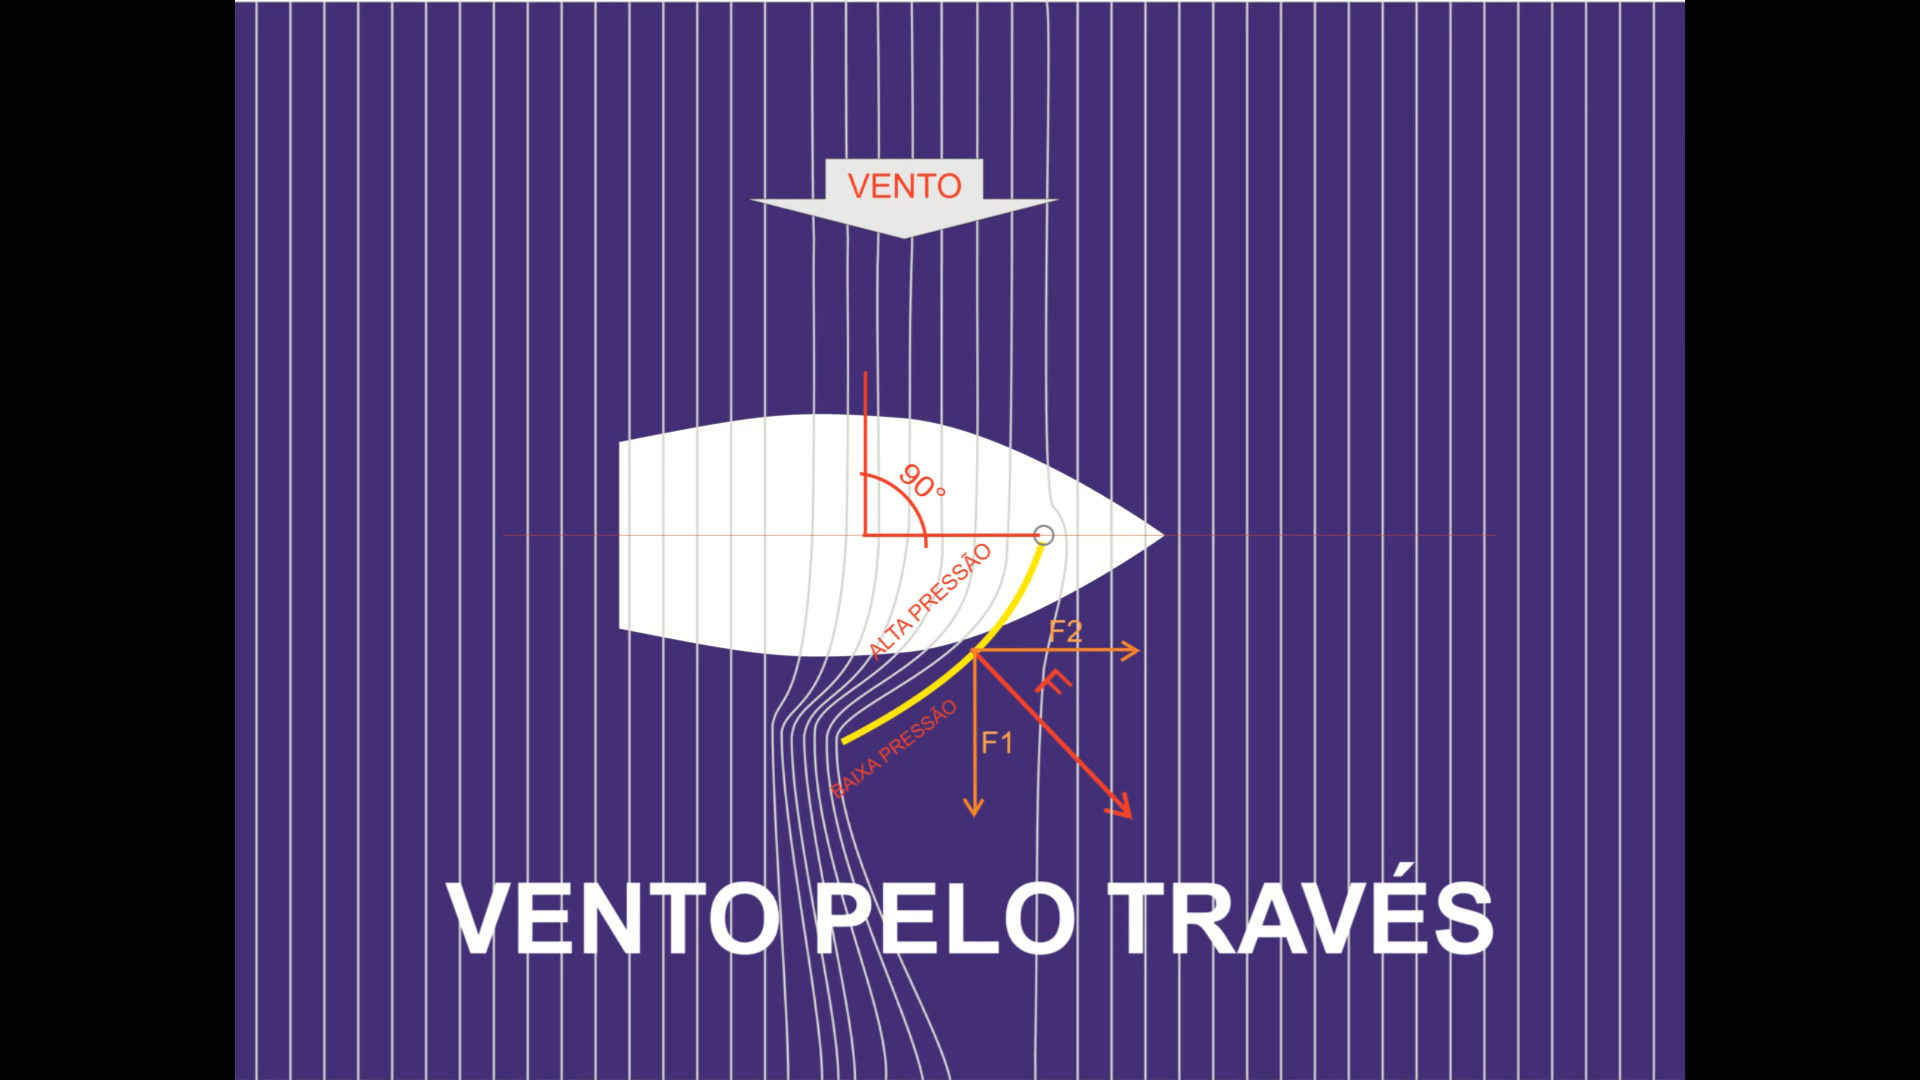 VENTO
90°
ALTA PRESSÃO
F2
F
BAIXA PRESSÃO
F1
VENTO PELO TRAVÉS